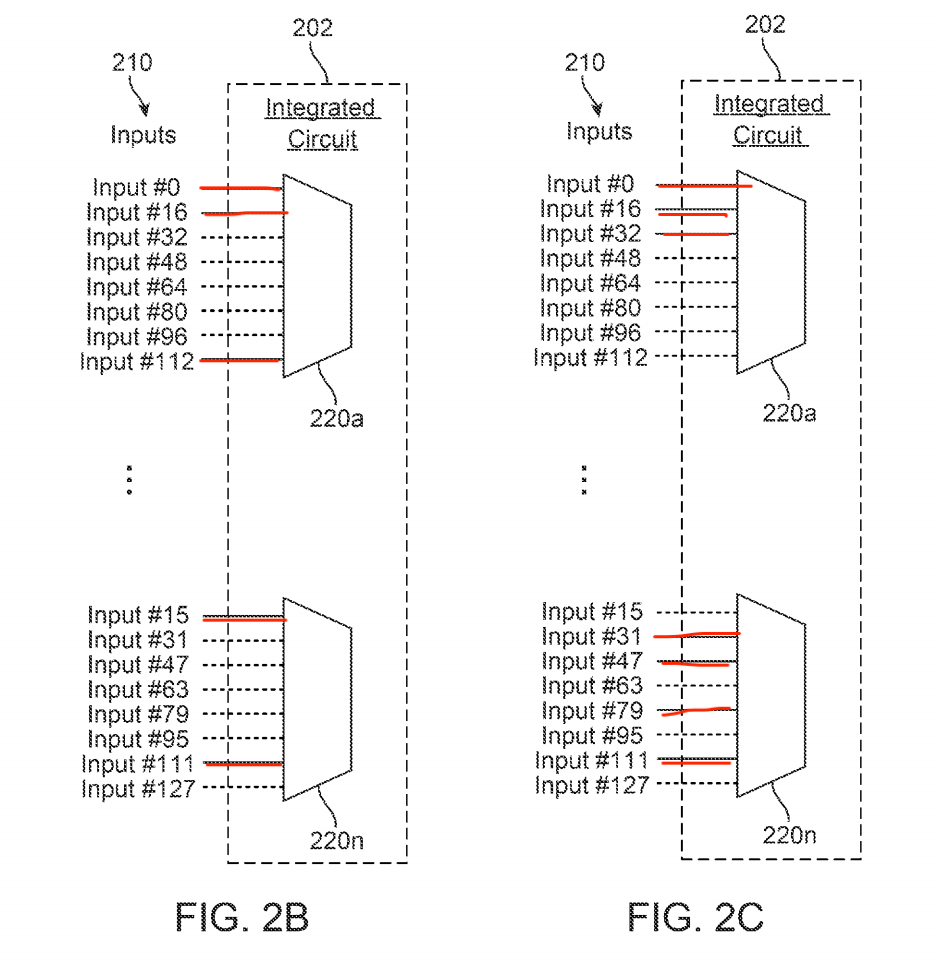 202
210
Integrated
Circuit
Inputs
Input #0
Input #16
Input #32
Input #48
Input #64
Input #80
Input #96
Input #112
220a
Input #15
Input #31
Input #47
Input #63
Input #79
Input #95
Input #111
Input #127
220n
FIG. 2B
202
210
Integrated
Circuit
Inputs
Input #0
Input #16
Input #32
Input #48
Input #64
Input #80
Input #96
Input #112
220a
Input #15
Input #31
Input #47
Input #63
Input #79
Input #95
Input #111
Input #127
220n
FIG. 2C